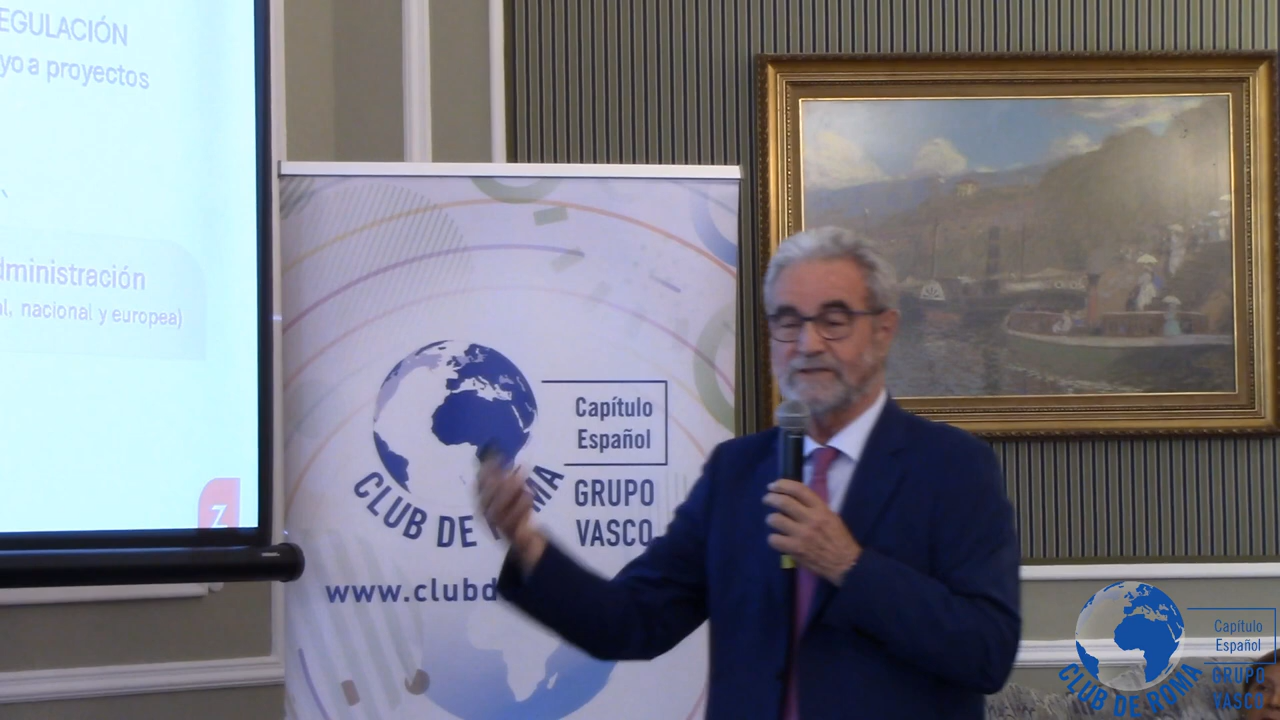 EGULACIÓN
yo a proyectos
dministración
l, nacional y europea)
Z
Capítulo
Español
CLUB DE ROMA
GRUPO
VASCO
www.clubd
Capítulo
Español
CLUB DE ROMA
GRUPO
VASCO